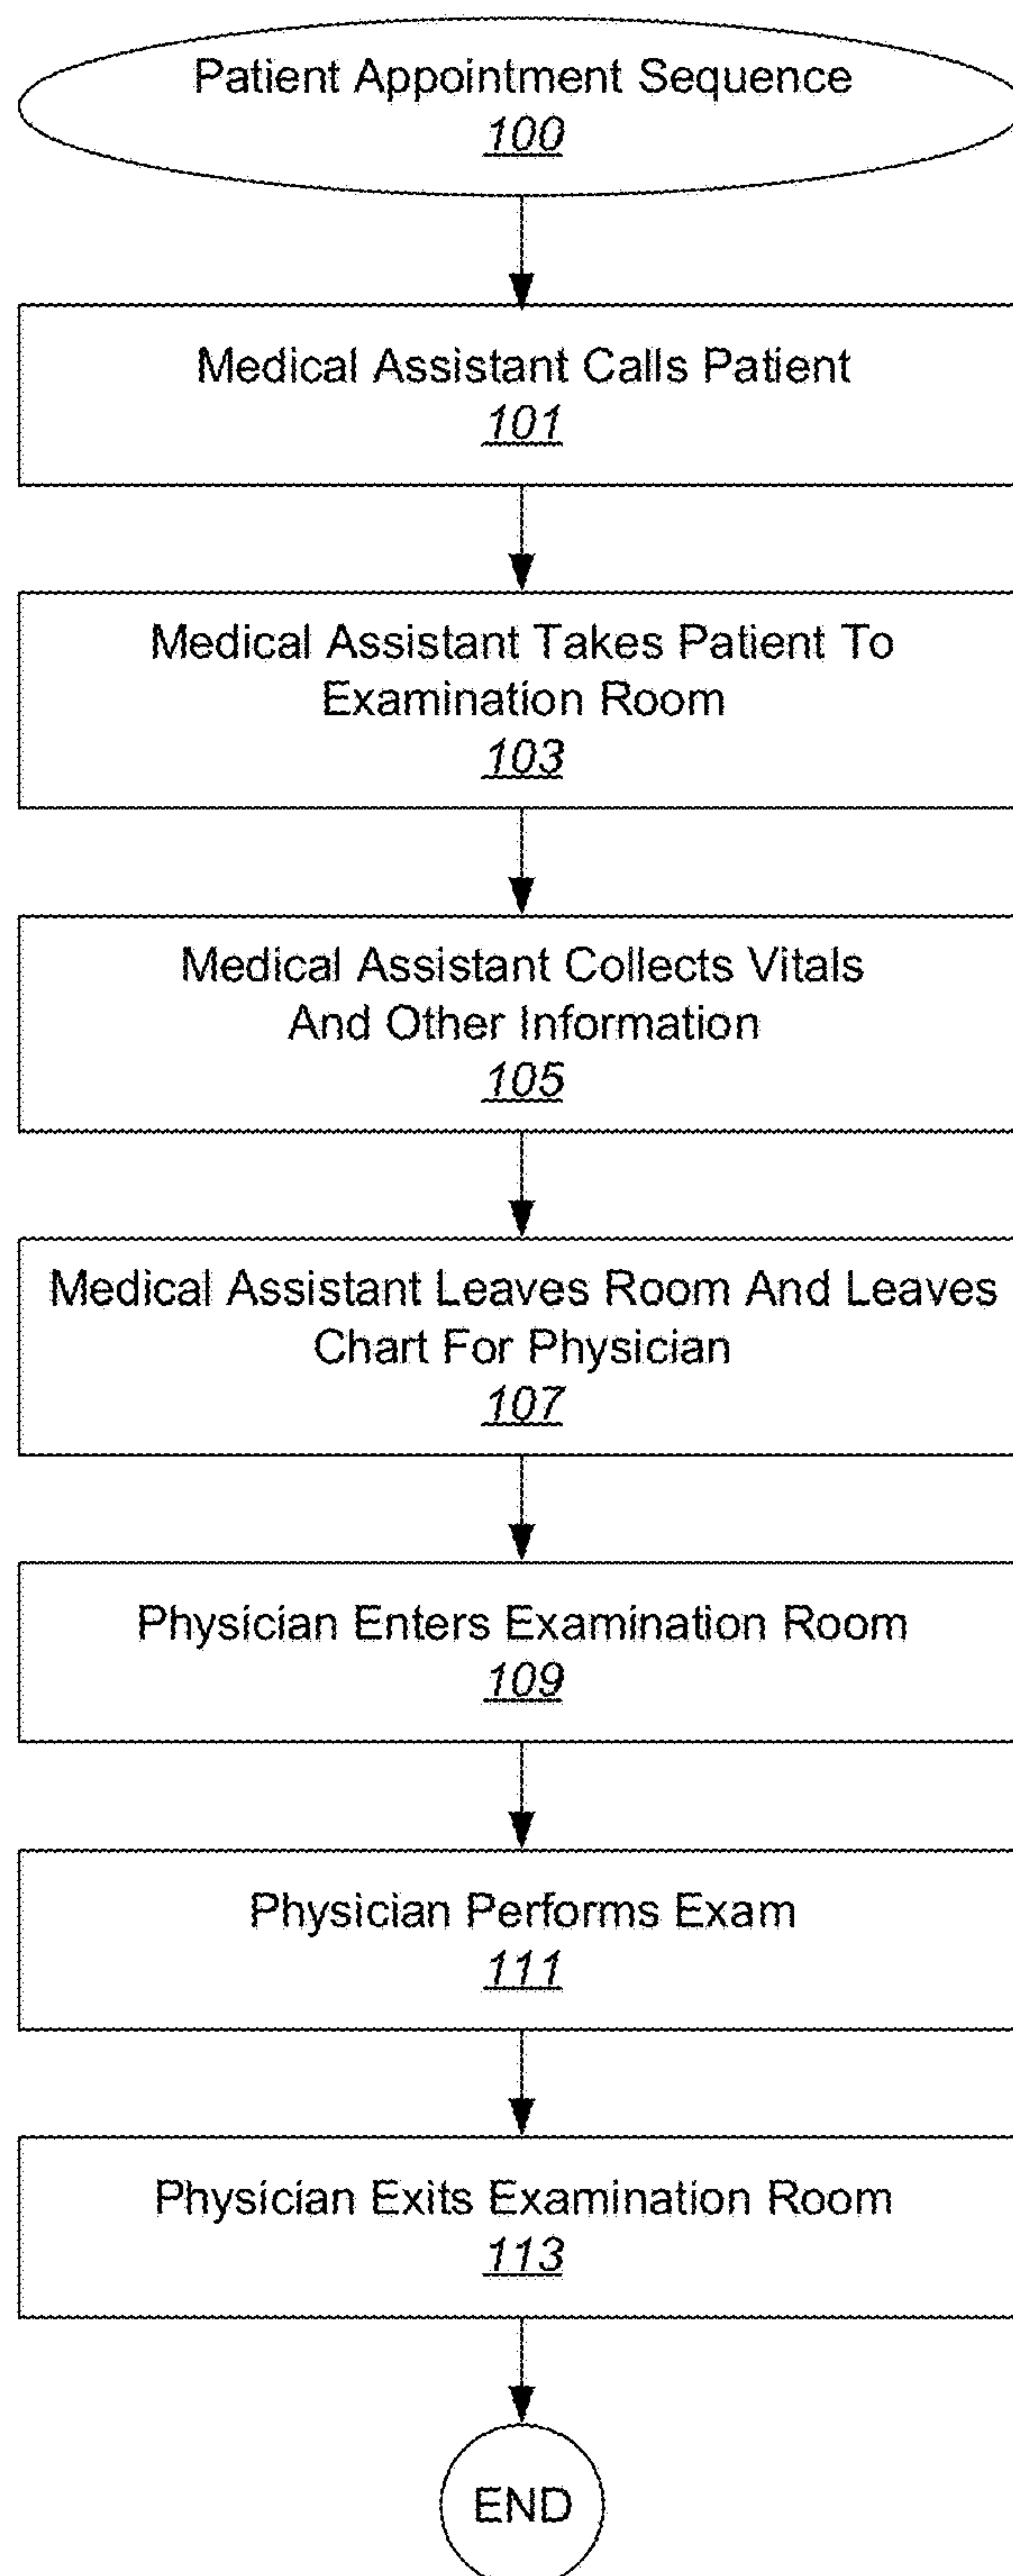 Patient Appointment Sequence
100
Medical Assistant Calls Patient
101
Medical Assistant Takes Patient To
Examination Room
103
Medical Assistant Collects Vitals
And Other Information
105
Medical Assistant Leaves Room And Leaves
Chart For Physician
107
Physician Enters Examination Room
109
Physician Performs Exam
111
Physician Exits Examination Room
113
END